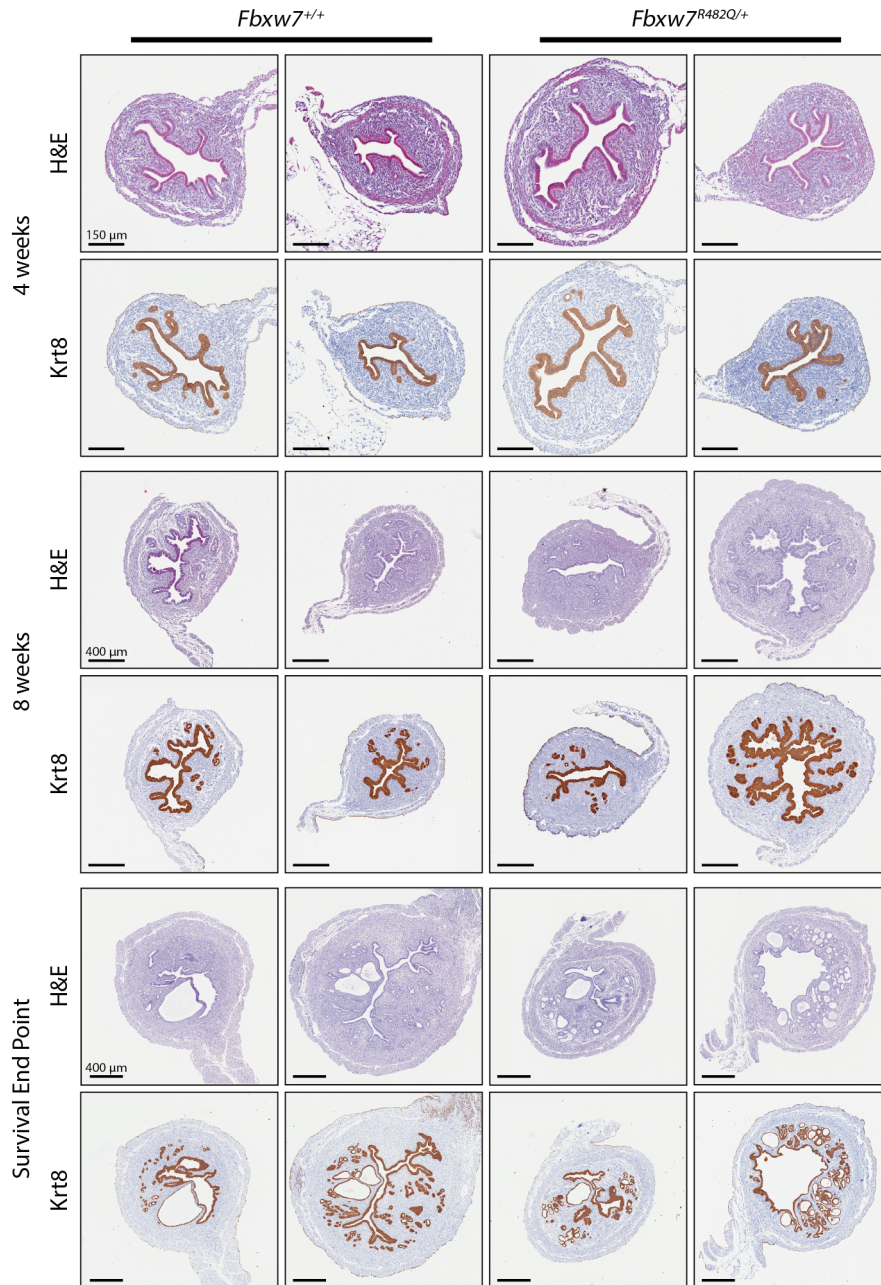 Fbxw7+/+ Fbxw7R482Q/+
4 weeks
H&E
150 µm
Krt8
8 weeks
H&E
400 µm
Krt8
Survival End Point
H&E
400 µm
Krt8